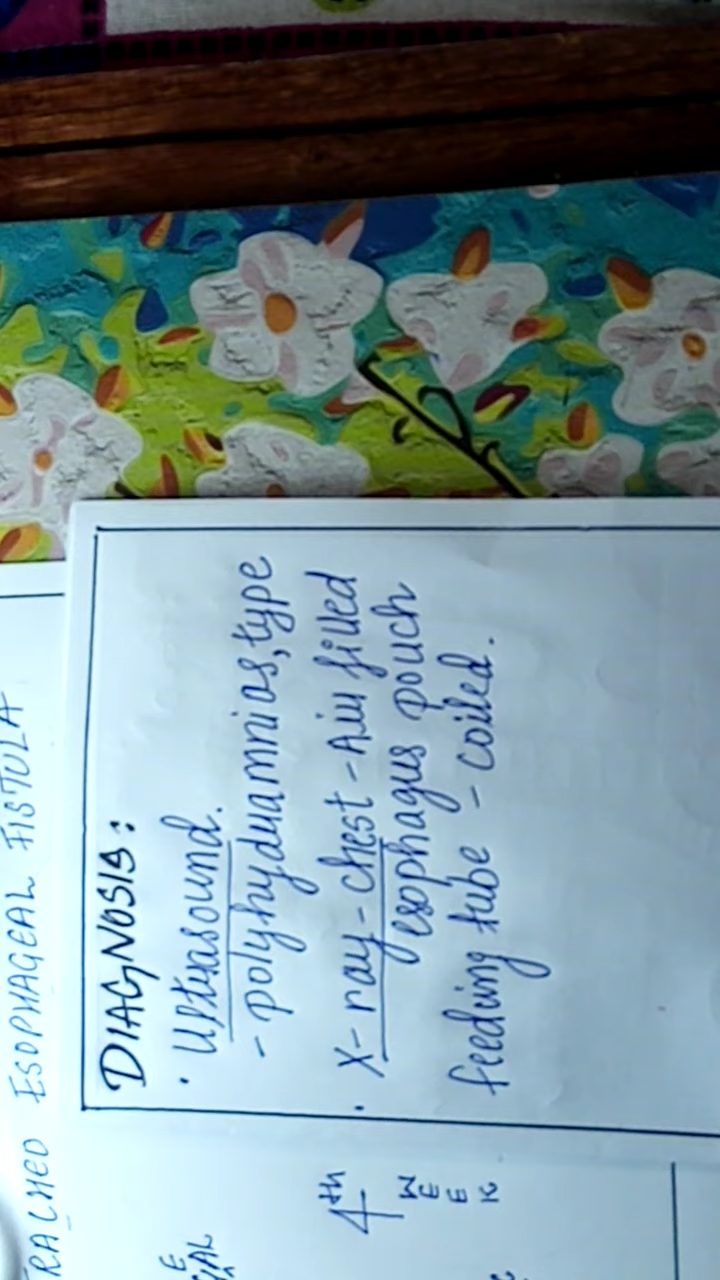 TRACHEO ESOPHAGEAL FISTULA
DIAGNOSIS:
· Ultrasound.
- polyhydramnios, type
· X-ray-chest - Air filled
esophagus pouch
feeding tube - coiled.
4th
WEEK